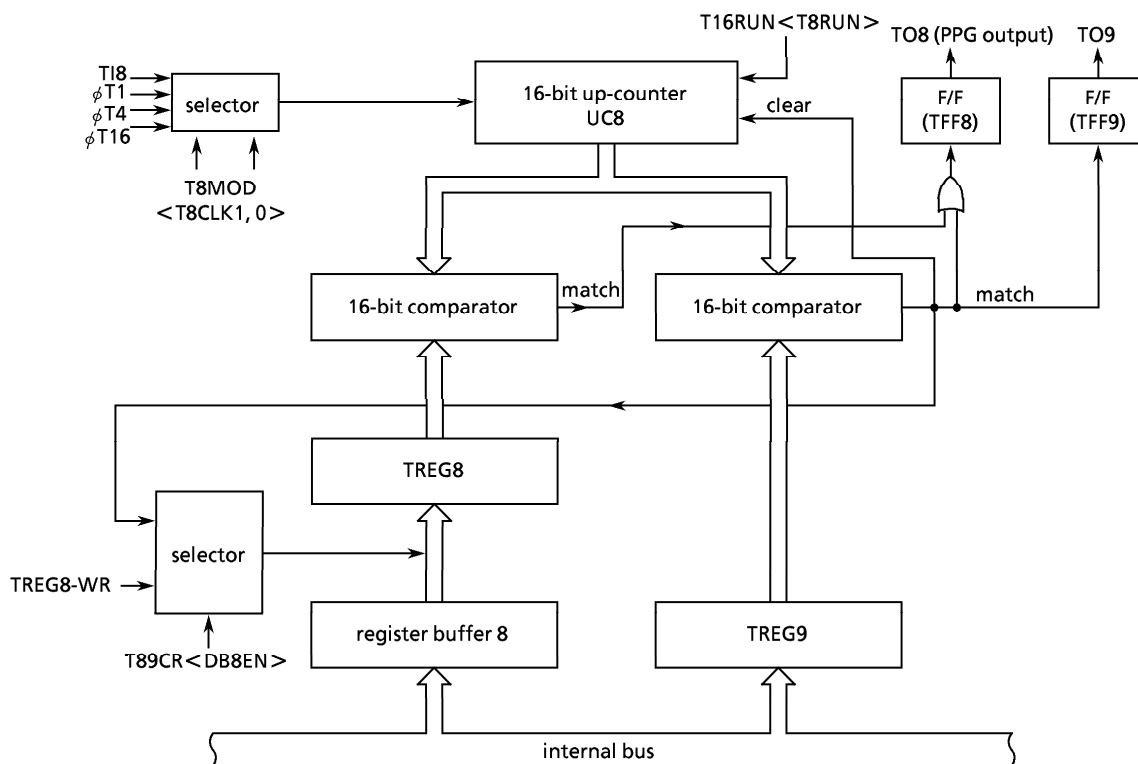 T16RUN<T8RUN>
TO8 (PPG output)
TO9
TI8
φT1
φT4
φT16
selector
16-bit up-counter
UC8
clear
F/F
(TFF8)
F/F
(TFF9)
T8MOD
<T8CLK1, 0>
16-bit comparator
match
16-bit comparator
match
TREG8
selector
TREG8-WR
T89CR<DB8EN>
register buffer 8
TREG9
internal bus